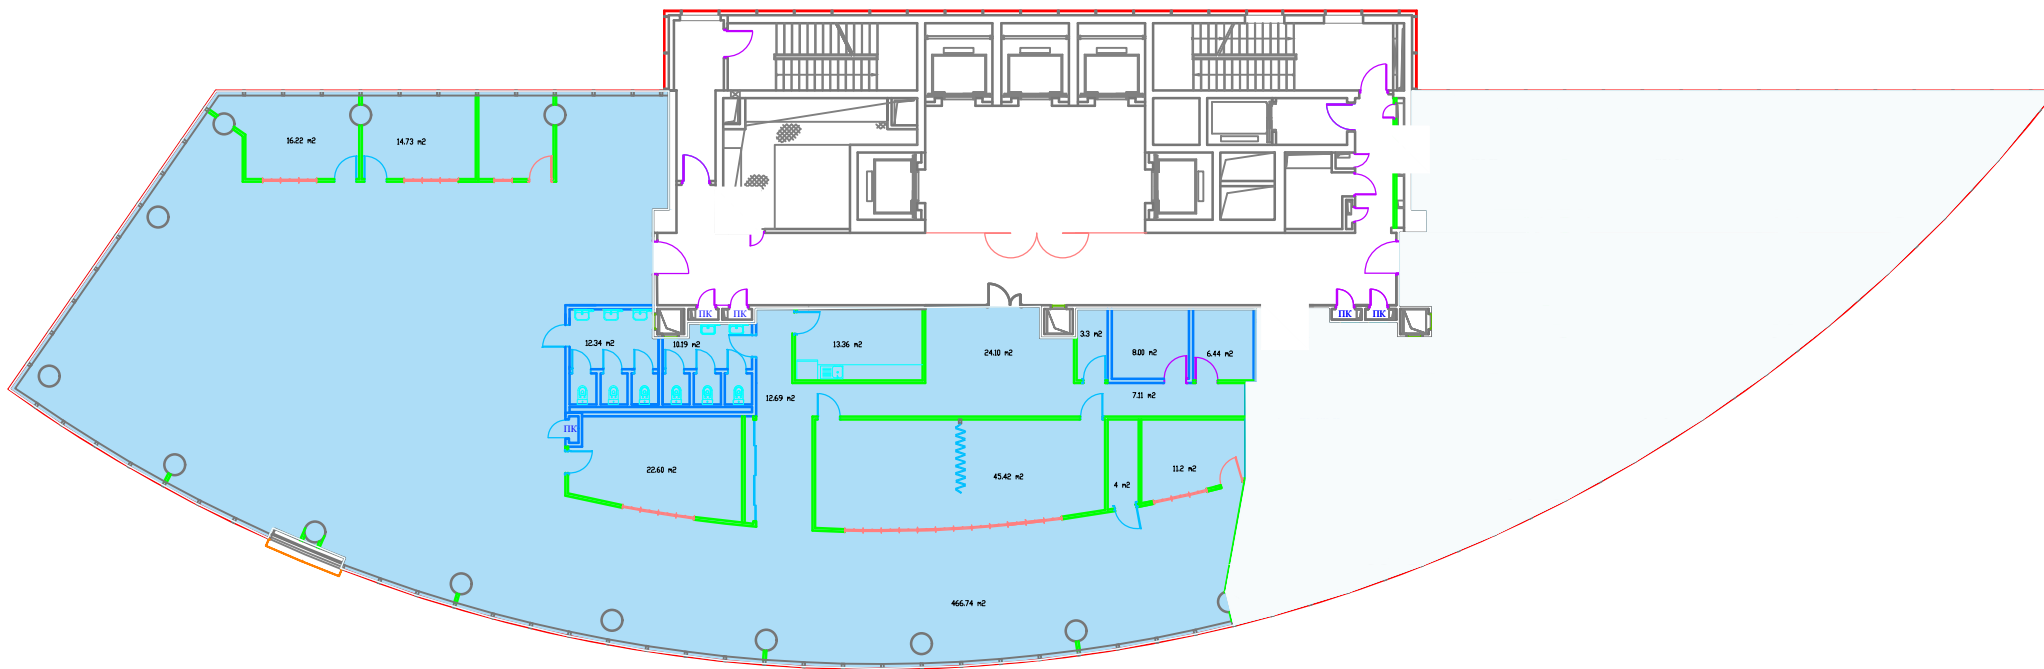 16.22 m2
14.73 m2
ПК
ПК
ПК
ПК
12.34 m2
10.19 m2
13.36 m2
24.10 m2
3.3 m2
8.00 m2
6.44 m2
12.69 m2
7.11 m2
ПК
22.60 m2
45.42 m2
4 m2
11.2 m2
466.74 m2